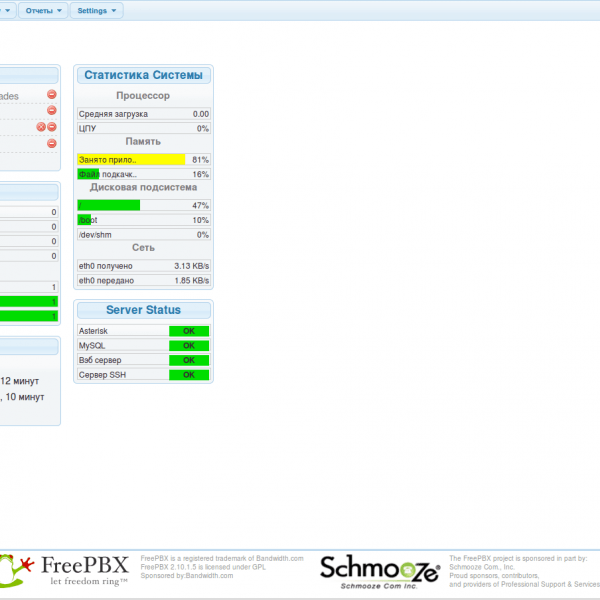 Отчеты
Settings
ades
Статистика Системы
Процессор
Средняя загрузка 0.00
ЦПУ 0%
Память
Занято прило.. 81%
Файл подкачк.. 16%
Дисковая подсистема
/ 47%
/boot 10%
/dev/shm 0%
Сеть
eth0 получено 3.13 KB/s
eth0 передано 1.85 KB/s
0
0
0
0
1
1
1
Server Status
Asterisk OK
MySQL OK
Вэб сервер OK
Сервер SSH OK
12 минут
, 10 минут
FreePBX
let freedom ring™
FreePBX is a registered trademark of Bandwidth.com
FreePBX 2.10.1.5 is licensed under GPL
Sponsored by:Bandwidth.com
Schmooze®
Schmooze Com Inc.
The FreePBX project is sponsored in part by:
Schmooze Com., Inc.
Proud sponsors, contributors,
and providers of Professional Support & Services